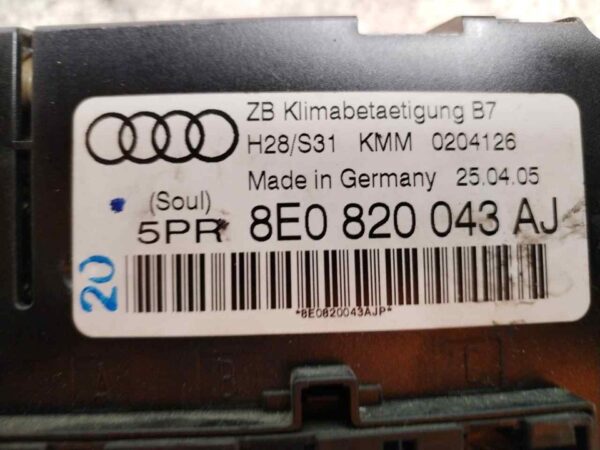 ZB Klimabetaetigung B7
H28/S31 KMM 0204126
Made in Germany 25.04.05
(Soul)
5PR 8E0 820 043 AJ
20
*8E0820043AJP*
A B